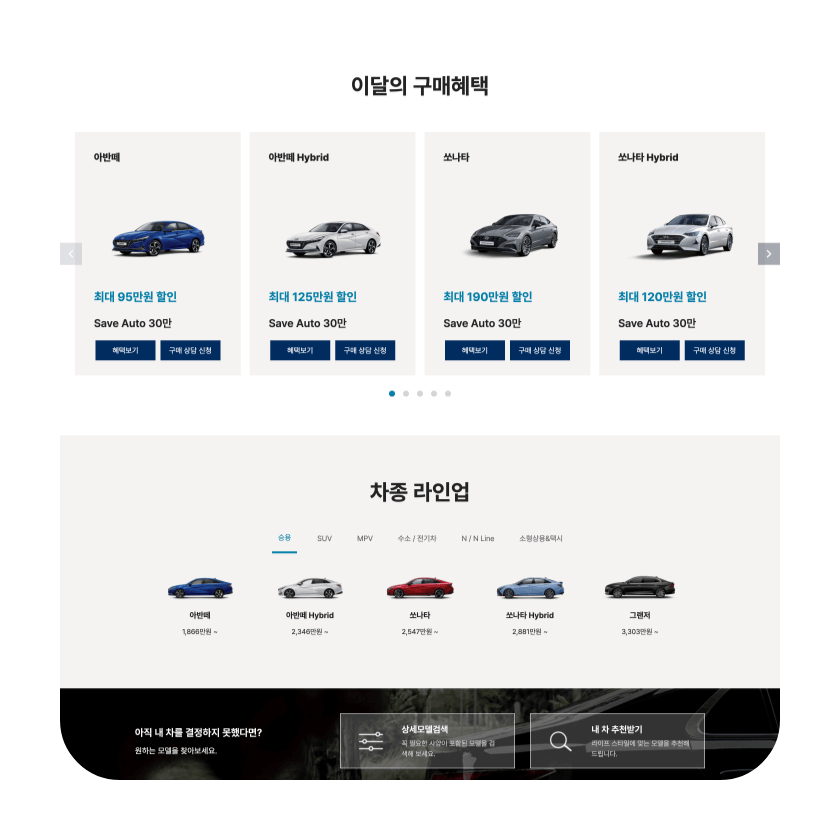 이달의 구매혜택
아반떼
최대 95만원 할인
Save Auto 30만
혜택보기
구매 상담 신청
아반떼 Hybrid
최대 125만원 할인
Save Auto 30만
혜택보기
구매 상담 신청
쏘나타
최대 190만원 할인
Save Auto 30만
혜택보기
구매 상담 신청
쏘나타 Hybrid
최대 120만원 할인
Save Auto 30만
혜택보기
구매 상담 신청
차종 라인업
승용 SUV MPV 수소 / 전기차 N / N Line 소형상용&택시
아반떼
1,866만원 ~
아반떼 Hybrid
2,346만원 ~
쏘나타
2,547만원 ~
쏘나타 Hybrid
2,881만원 ~
그랜저
3,303만원 ~
아직 내 차를 결정하지 못했다면?
원하는 모델을 찾아보세요.
상세모델검색
꼭 필요한 사양이 포함된 모델을 검
색해 보세요.
내 차 추천받기
라이프 스타일에 맞는 모델을 추천해
드립니다.